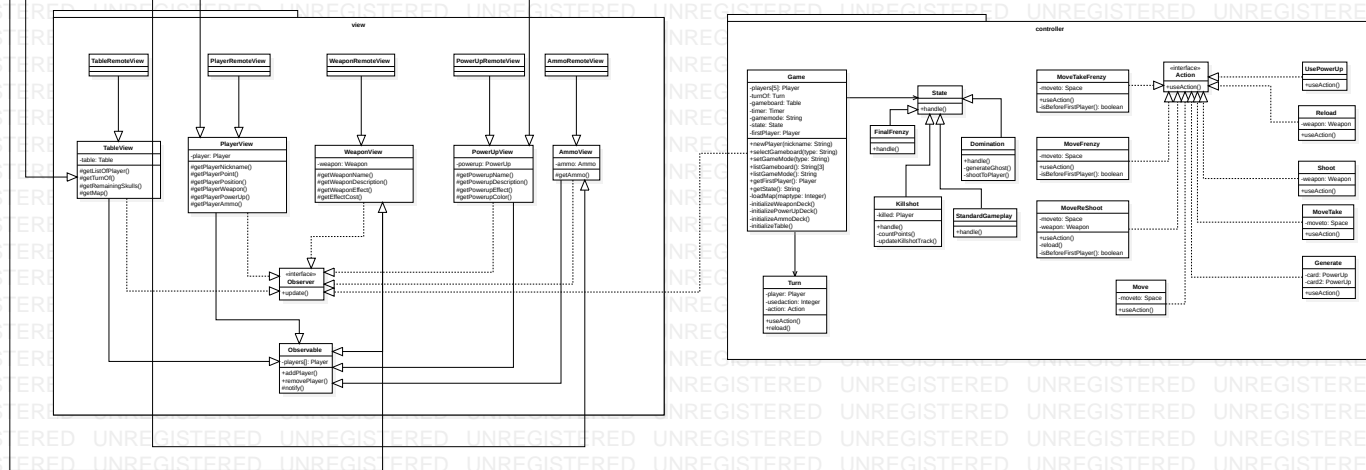 view
TableRemoteView
PlayerRemoteView
WeaponRemoteView
PowerUpRemoteView
AmmoRemoteView
TableView
-table: Table
#getListOfPlayer()
#getTurnOf()
#getRemainingSkulls()
#getMap()
PlayerView
-player: Player
#getPlayerNickname()
#getPlayerPoint()
#getPlayerPosition()
#getPlayerWeapon()
#getPlayerPowerUp()
#getPlayerAmmo()
WeaponView
-weapon: Weapon
#getWeaponName()
#getWeaponDescription()
#getWeaponEffect()
#getEffectCost()
PowerUpView
-powerup: PowerUp
#getPowerupName()
#getPowerupDescription()
#getPowerupEffect()
#getPowerupColor()
AmmoView
-ammo: Ammo
#getAmmo()
«interface»
Observer
+update()
Observable
-players[]: Player
+addPlayer()
+removePlayer()
#notify()
controller
Game
-players[5]: Player
-turnOf: Turn
-gameboard: Table
-timer: Timer
-gamemode: String
-state: State
-firstPlayer: Player
+newPlayer(nickname: String)
+selectGameboard(type: String)
+setGameMode(type: String)
+listGameboard(): String[3]
+listGameMode(): String
+getFirstPlayer(): Player
+getState(): String
-loadMap(maptype: Integer)
-initializeWeaponDeck()
-initializePowerUpDeck()
-initializeAmmoDeck()
-initializeTable()
Turn
-player: Player
-usedaction: Integer
-action: Action
+useAction()
+reload()
State
+handle()
FinalFrenzy
+handle()
Domination
+handle()
-generateGhost()
-shootToPlayer()
Killshot
-killed: Player
+handle()
-countPoints()
-updateKillshotTrack()
StandardGameplay
+handle()
MoveTakeFrenzy
-moveto: Space
+useAction()
-isBeforeFirstPlayer(): boolean
MoveFrenzy
-moveto: Space
+useAction()
-isBeforeFirstPlayer(): boolean
MoveReShoot
-moveto: Space
-weapon: Weapon
+useAction()
-reload()
-isBeforeFirstPlayer(): boolean
Move
-moveto: Space
+useAction()
«interface»
Action
+useAction()
UsePowerUp
+useAction()
Reload
-weapon: Weapon
+useAction()
Shoot
-weapon: Weapon
+useAction()
MoveTake
-moveto: Space
+useAction()
Generate
-card: PowerUp
-card2: PowerUp
+useAction()
UNREGISTERED